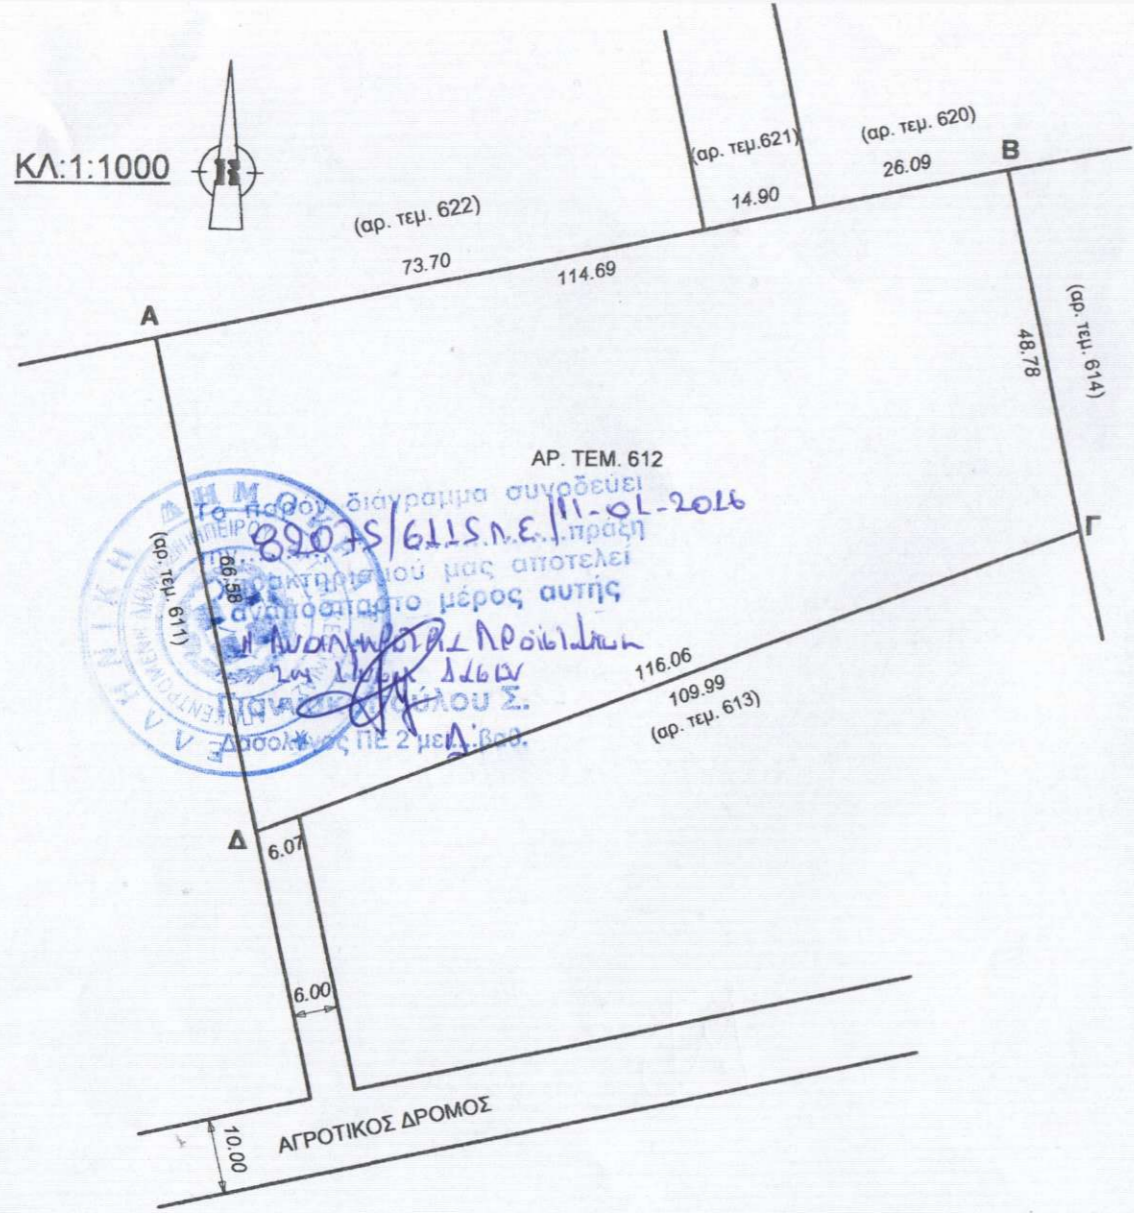 ΚΛ:1:1000
(αρ. τεμ. 622)
(αρ. τεμ.621)
(αρ. τεμ. 620)
73.70
114.69
14.90
26.09
Α
Β
(αρ. τεμ. 614)
48.78
ΑΡ. ΤΕΜ. 612
Το παρόν διάγραμμα συνοδεύει
11-01-2016
πράξη
χαρακτηρισμού μας αποτελεί
αναπόσπαστο μέρος αυτής
Σ.
Δασολόγος ΠΕ 2 με Α βαθ.
ΕΛΛΗΝΙΚΗ ΔΗΜΟΚΡΑΤΙΑ
(αρ. τεμ. 611)
66.58
Γ
116.06
109.99
(αρ. τεμ. 613)
Δ
6.07
6.00
ΑΓΡΟΤΙΚΟΣ ΔΡΟΜΟΣ
10.00